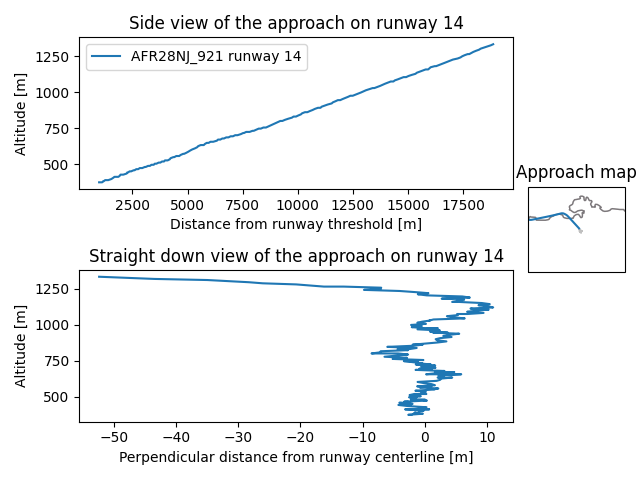 Side view of the approach on runway 14
AFR28NJ_921 runway 14
Altitude [m]
1250
1000
750
500
2500
5000
7500
10000
12500
15000
17500
Distance from runway threshold [m]
Approach map
Straight down view of the approach on runway 14
Altitude [m]
1250
1000
750
500
−50
−40
−30
−20
−10
0
10
Perpendicular distance from runway centerline [m]